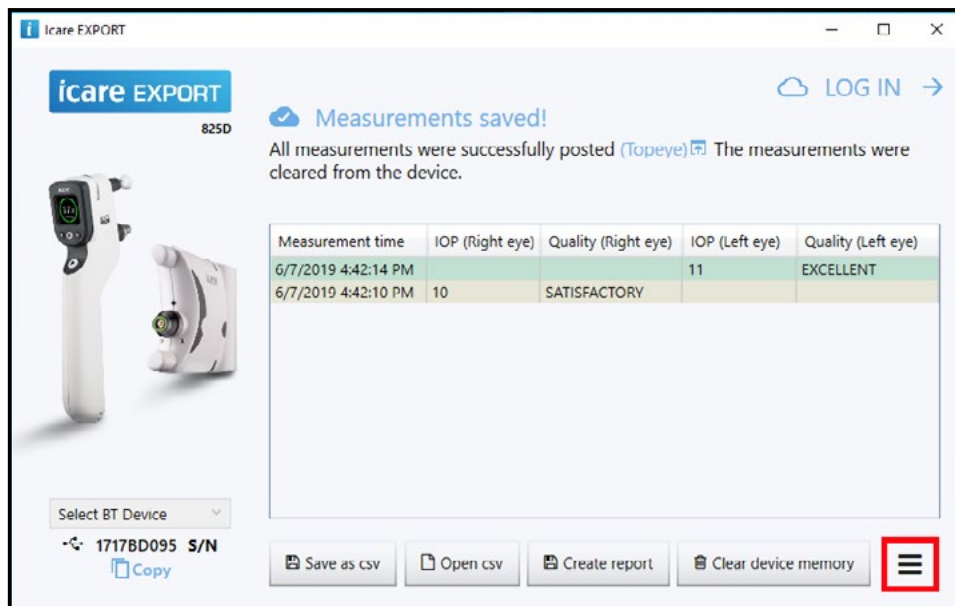 Icare EXPORT
icare EXPORT
825D
LOG IN
Measurements saved!
All measurements were successfully posted (Topeye) The measurements were
cleared from the device.
Measurement time IOP (Right eye) Quality (Right eye) IOP (Left eye) Quality (Left eye)
6/7/2019 4:42:14 PM 11 EXCELLENT
6/7/2019 4:42:10 PM 10 SATISFACTORY
Select BT Device
1717BD095 S/N
Copy
Save as csv Open csv Create report Clear device memory